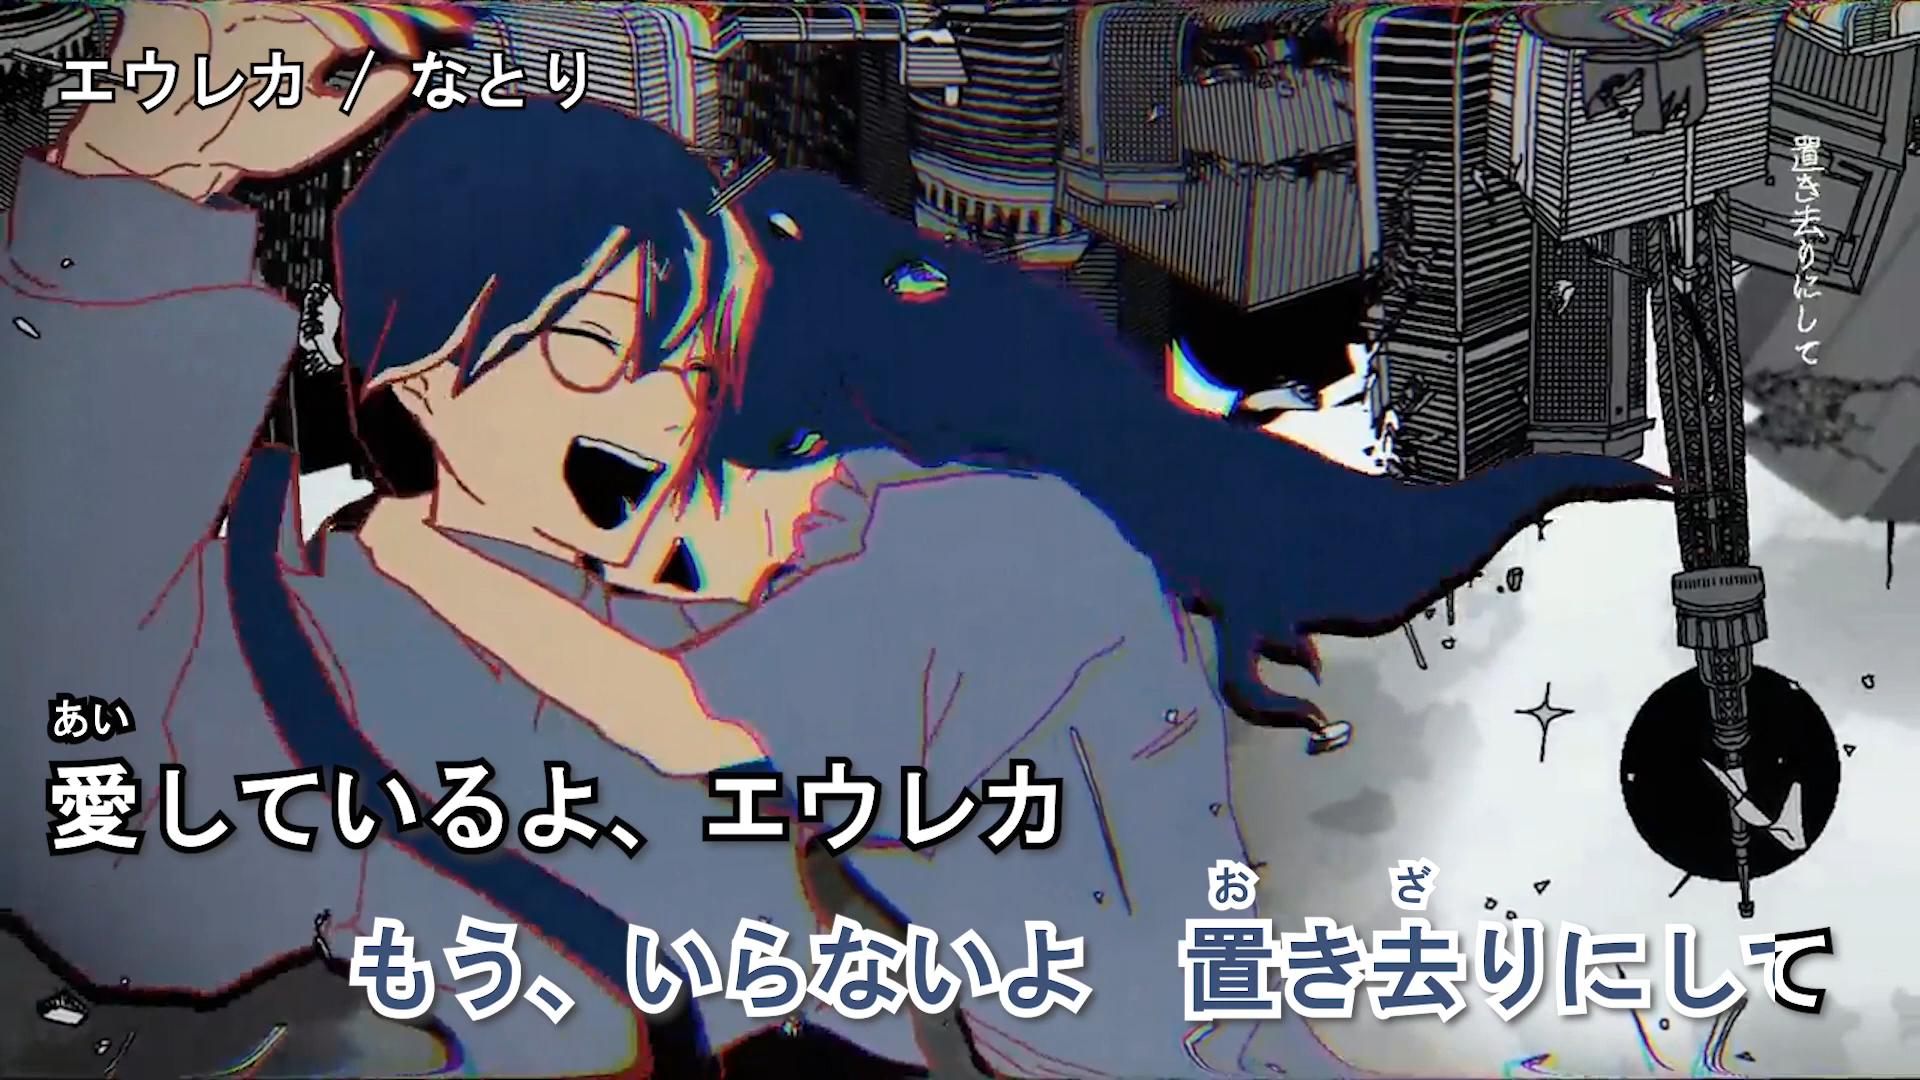 エウレカ / なとり
置き去りにして
あい
愛しているよ、エウレカ
お ざ
もう、いらないよ 置き去りにして